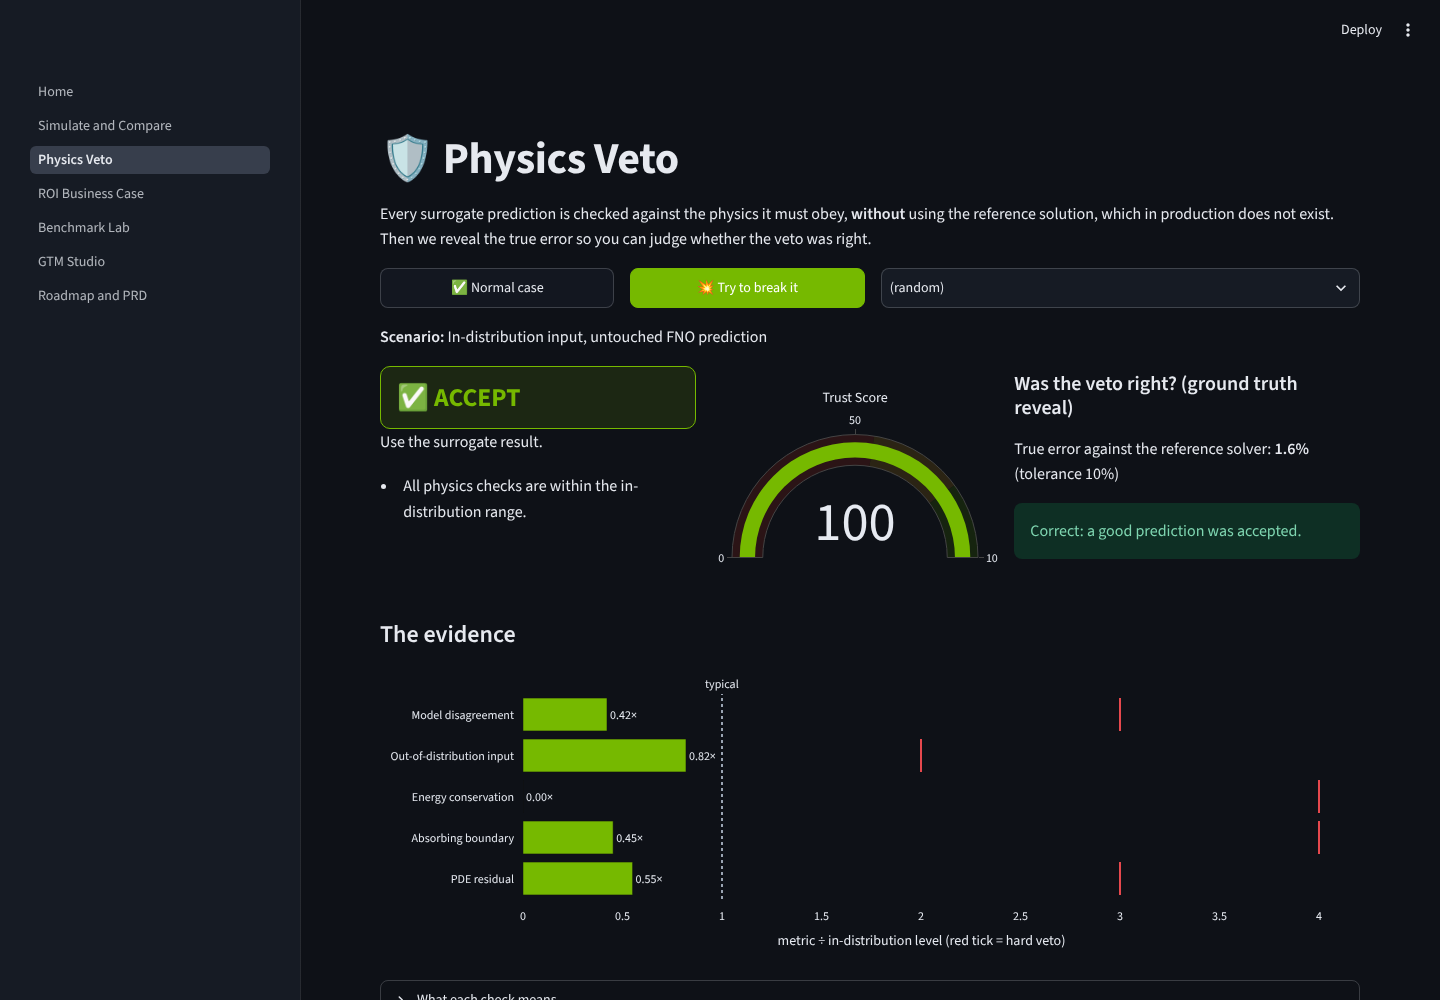 Deploy
Home
Simulate and Compare
Physics Veto
ROI Business Case
Benchmark Lab
GTM Studio
Roadmap and PRD
Physics Veto
Every surrogate prediction is checked against the physics it must obey, without using the reference solution, which in production does not exist.
Then we reveal the true error so you can judge whether the veto was right.
Normal case
Try to break it
(random)
Scenario: In-distribution input, untouched FNO prediction
ACCEPT
Use the surrogate result.
All physics checks are within the in-
distribution range.
Trust Score
50
100
0
10
Was the veto right? (ground truth
reveal)
True error against the reference solver: 1.6%
(tolerance 10%)
Correct: a good prediction was accepted.
The evidence
typical
Model disagreement 0.42×
Out-of-distribution input 0.82×
Energy conservation 0.00×
Absorbing boundary 0.45×
PDE residual 0.55×
0 0.5 1 1.5 2 2.5 3 3.5 4
metric ÷ in-distribution level (red tick = hard veto)
What each check means